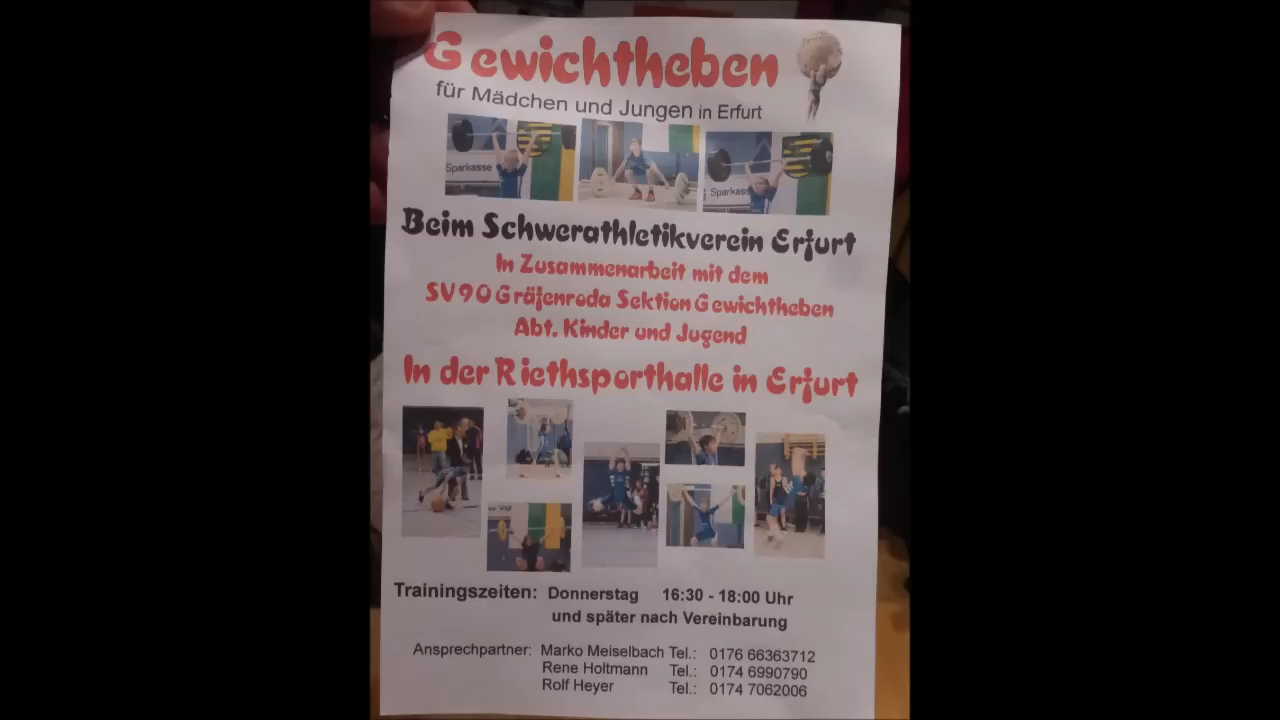 Gewichtheben
für Mädchen und Jungen in Erfurt
Sparkasse
Sparkass
Beim Schwerathletikverein Erfurt
In Zusammenarbeit mit dem
SV90 Gräfenroda Sektion Gewichtheben
Abt. Kinder und Jugend
In der Riethsporthalle in Erfurt
Trainingszeiten: Donnerstag 16:30 - 18:00 Uhr
und später nach Vereinbarung
Ansprechpartner: Marko Meiselbach Tel.: 0176 66363712
Rene Holtmann Tel.: 0174 6990790
Rolf Heyer Tel.: 0174 7062006